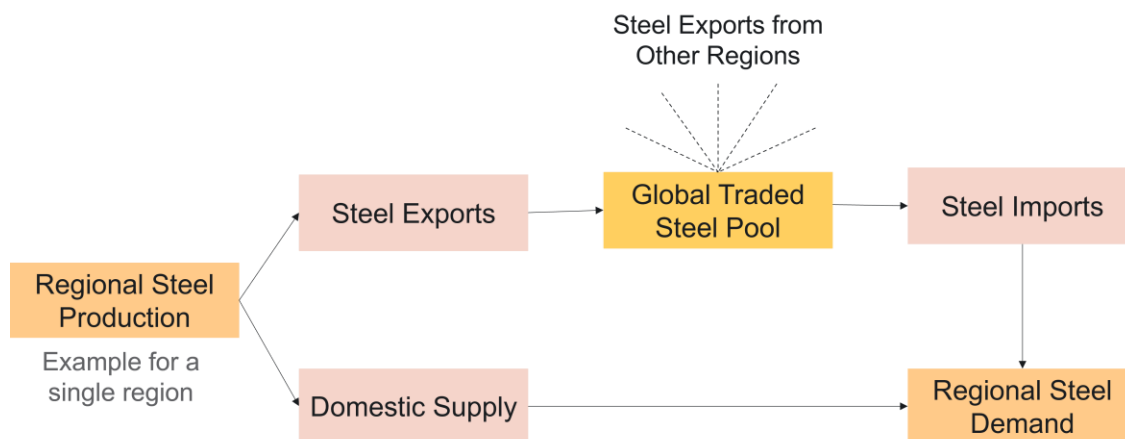 Steel Exports from
Other Regions
Steel Exports
Global Traded
Steel Pool
Steel Imports
Regional Steel
Production
Example for a
single region
Domestic Supply
Regional Steel
Demand